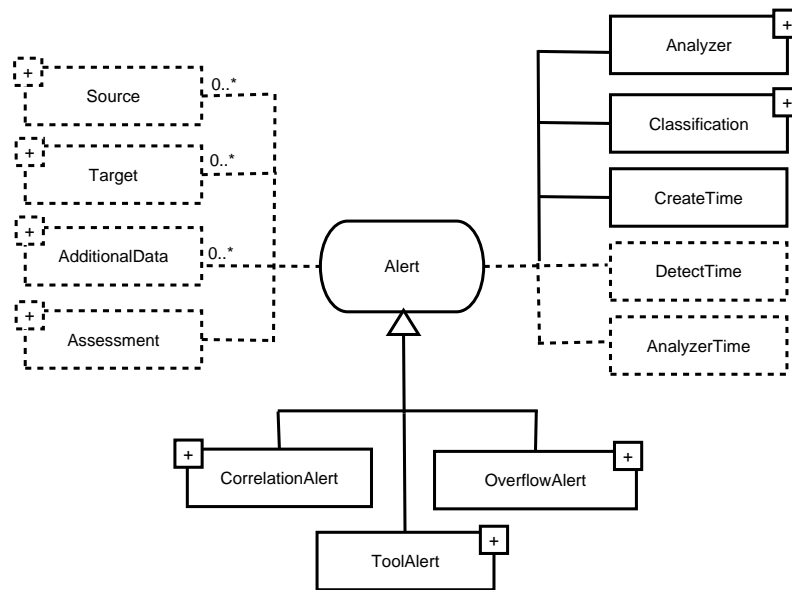 +
Source
0..*
+
Target
0..*
+
AdditionalData
0..*
+
Assessment
Alert
Analyzer
+
Classification
+
CreateTime
DetectTime
AnalyzerTime
+
CorrelationAlert
OverflowAlert
+
ToolAlert
+